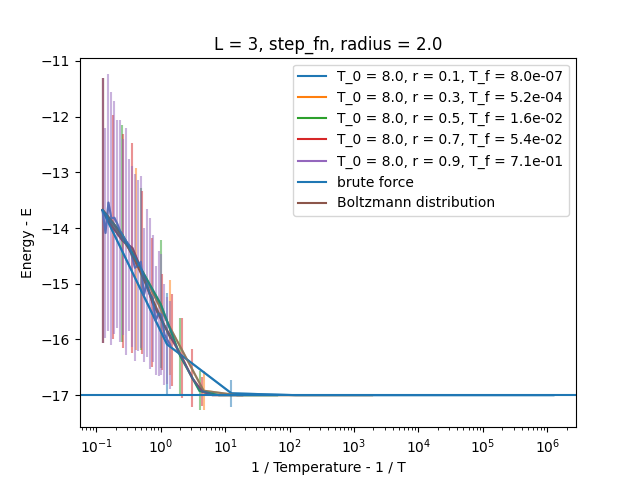 L = 3, step_fn, radius = 2.0
T_0 = 8.0, r = 0.1, T_f = 8.0e-07
T_0 = 8.0, r = 0.3, T_f = 5.2e-04
T_0 = 8.0, r = 0.5, T_f = 1.6e-02
T_0 = 8.0, r = 0.7, T_f = 5.4e-02
T_0 = 8.0, r = 0.9, T_f = 7.1e-01
brute force
Boltzmann distribution
Energy - E
−11
−12
−13
−14
−15
−16
−17
10⁻¹ 10⁰ 10¹ 10² 10³ 10⁴ 10⁵ 10⁶
1 / Temperature - 1 / T